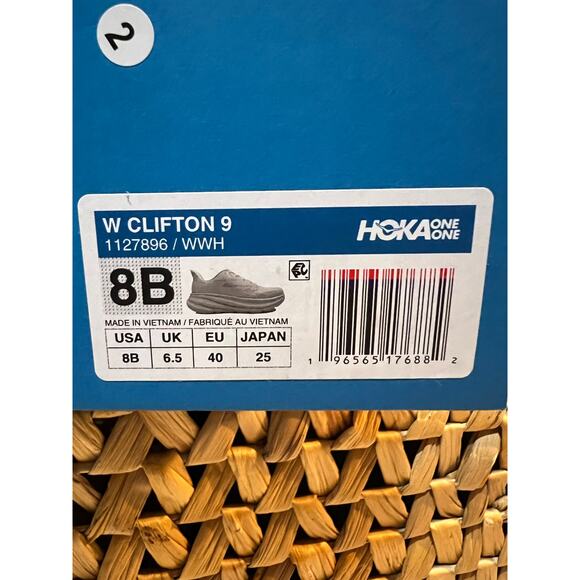 2
W CLIFTON 9
1127896 / WWH
HOKA ONE ONE
8B
MADE IN VIETNAM / FABRIQUÉ AU VIETNAM
USA UK EU JAPAN
8B 6.5 40 25
1 96565 17688 2